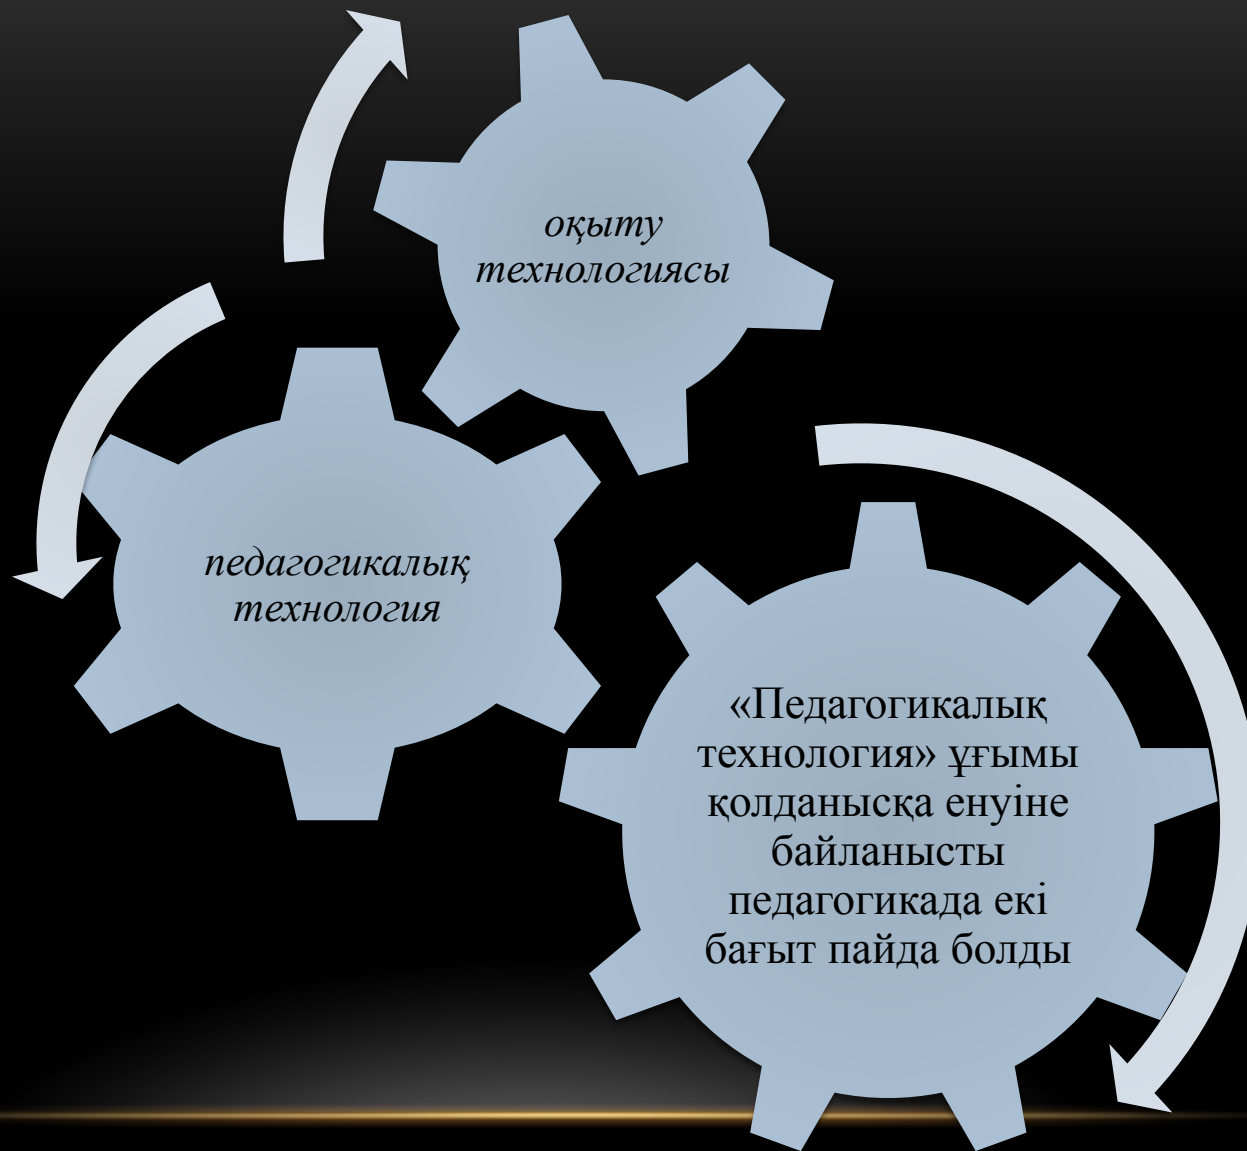 оқыту
технологиясы
педагогикалық
технология
«Педагогикалық
технология» ұғымы
қолданысқа енуіне
байланысты
педагогикада екі
бағыт пайда болды